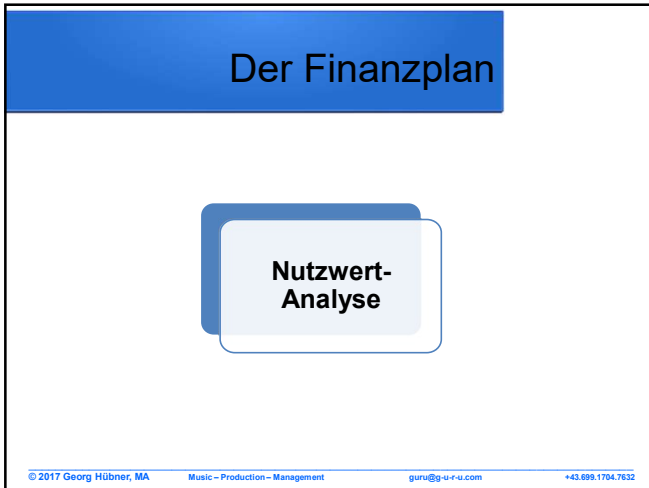 Der Finanzplan
Nutzwert-
Analyse
© 2017 Georg Hübner, MA Music – Production – Management guru@g-u-r-u.com +43.699.1704.7632